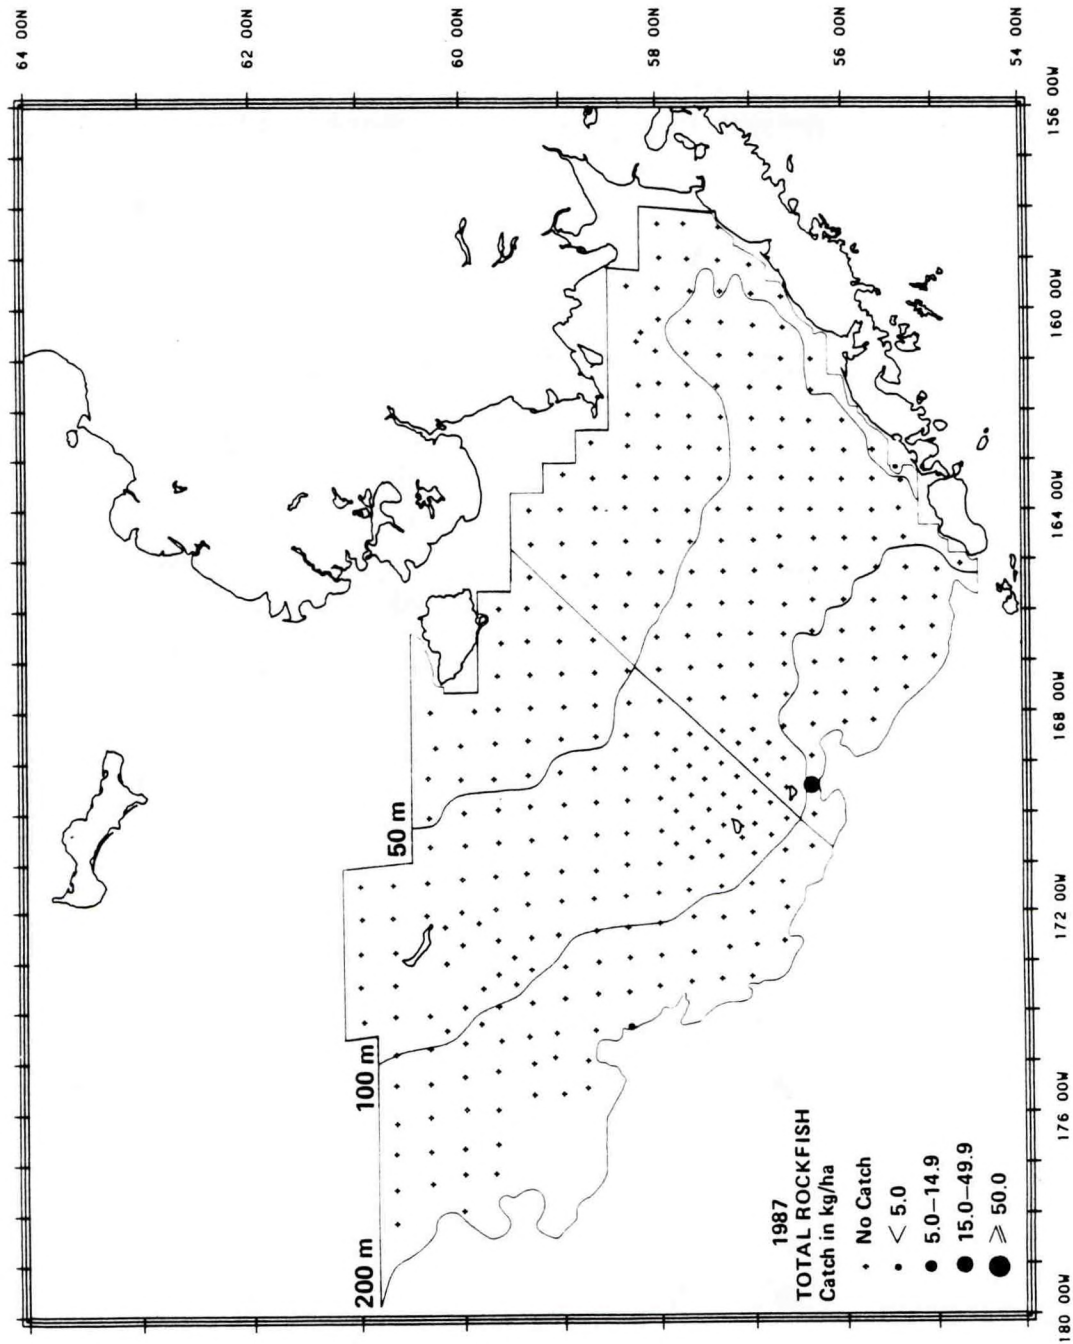 64 00N
62 00N
60 00N
58 00N
56 00N
54 00N
50 m
100 m
200 m
1987
TOTAL ROCKFISH
Catch in kg/ha
No Catch
< 5.0
5.0–14.9
15.0–49.9
⩾ 50.0
180 00W
176 00W
172 00W
168 00W
164 00W
160 00W
156 00W